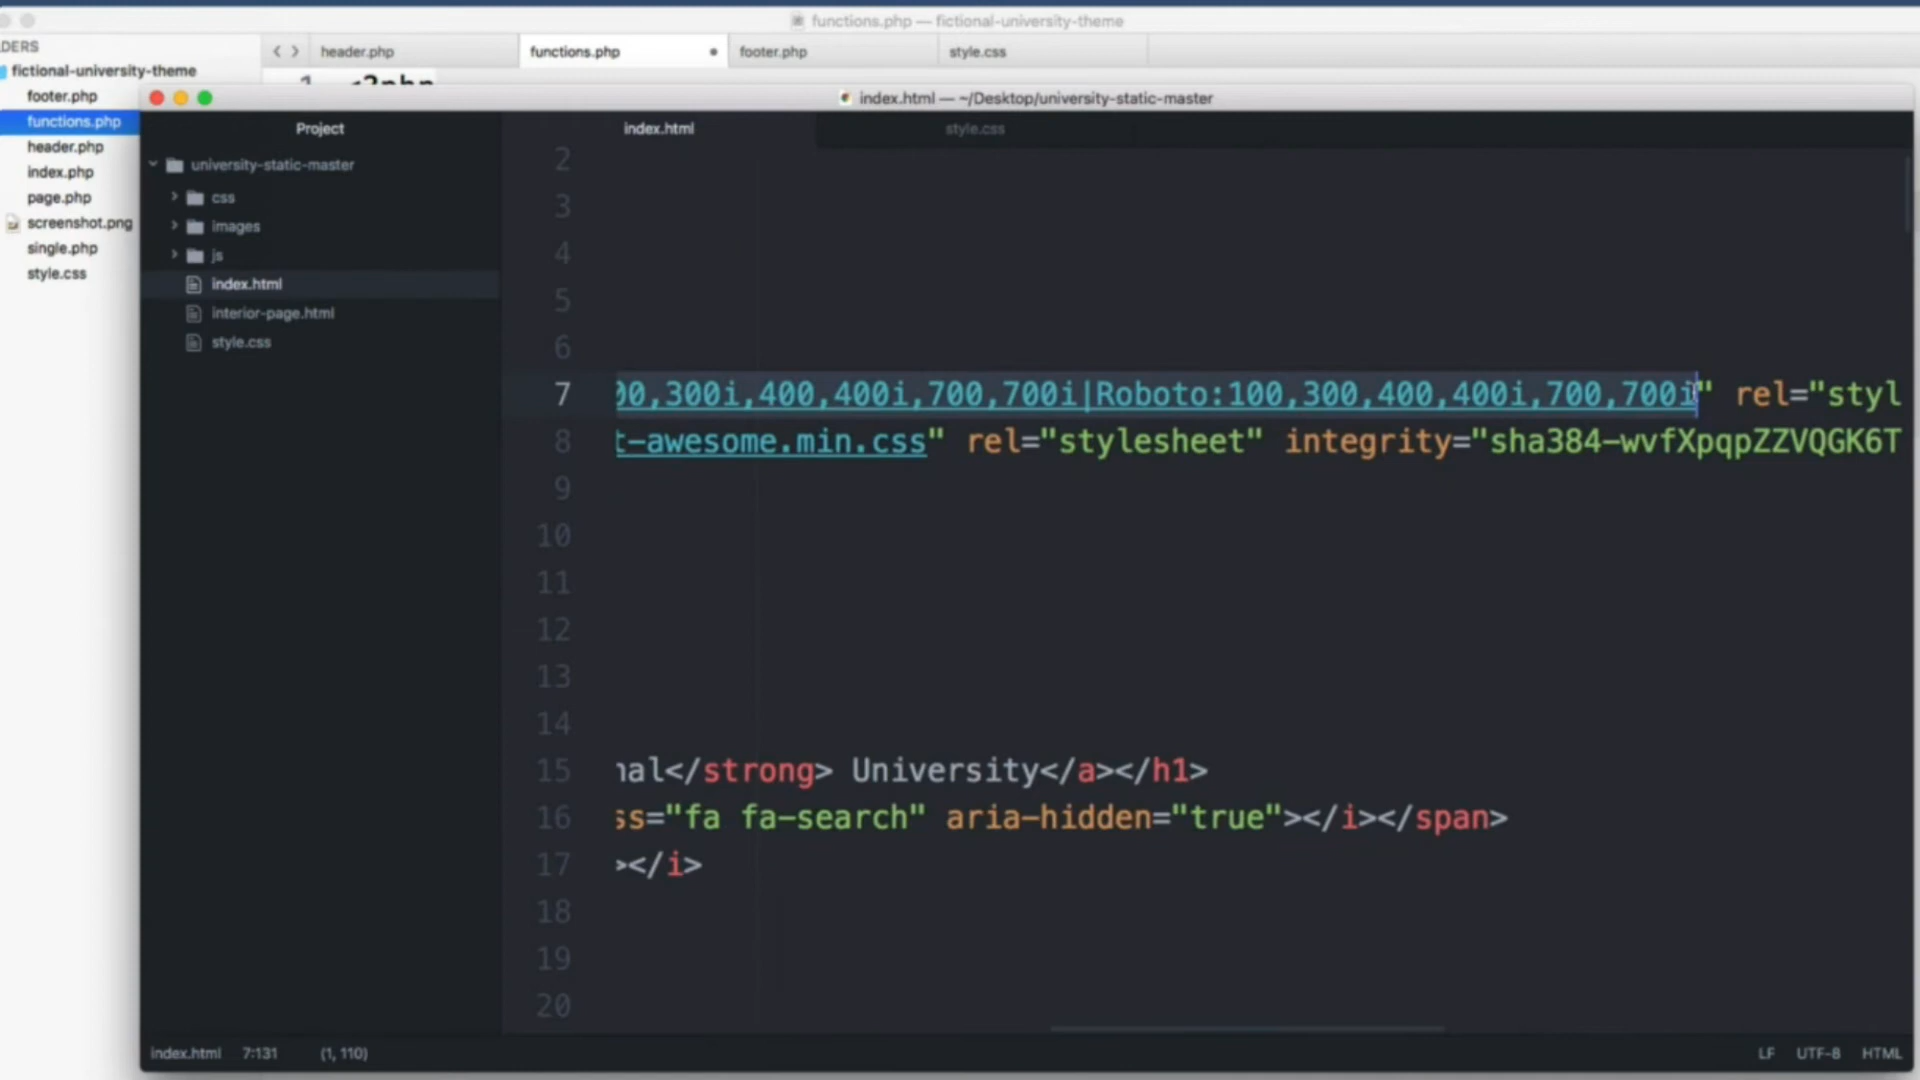 functions.php — fictional-university-theme
DERS
header.php
functions.php
footer.php
style.css
fictional-university-theme
footer.php
functions.php
header.php
index.php
page.php
screenshot.png
single.php
style.css
1 <?php
index.html — ~/Desktop/university-static-master
Project
index.html
style.css
university-static-master
css
images
js
index.html
interior-page.html
style.css
2
3
4
5
6
7 00,300i,400,400i,700,700i|Roboto:100,300,400,400i,700,700i" rel="styl
8 t-awesome.min.css" rel="stylesheet" integrity="sha384-wvfXpqpZZVQGK6T
9
10
11
12
13
14
15 nal</strong> University</a></h1>
16 ss="fa fa-search" aria-hidden="true"></i></span>
17 ></i>
18
19
20
index.html 7:131 (1, 110)
LF UTF-8 HTML